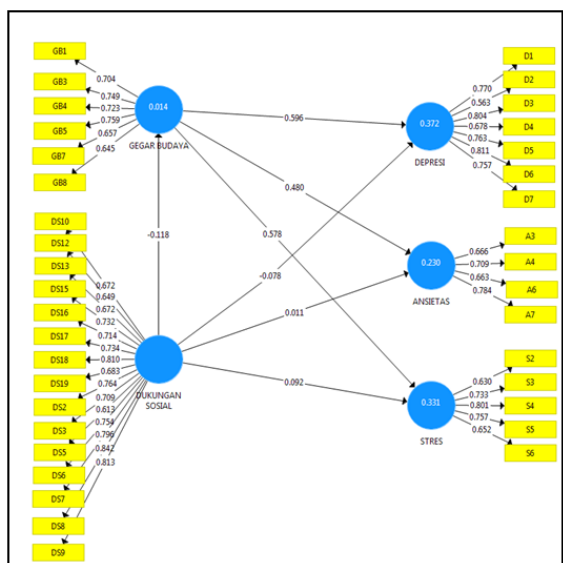 GB1
GB3
GB4
GB5
GB7
GB8
0.704
0.749
0.723
0.759
0.657
0.645
0.014
GEGAR BUDAYA
0.596
0.480
0.578
-0.118
-0.078
0.011
0.092
DS10
DS12
DS13
DS15
DS16
DS17
DS18
DS19
DS2
DS3
DS5
DS6
DS7
DS8
DS9
0.672
0.649
0.672
0.732
0.714
0.734
0.810
0.683
0.764
0.709
0.613
0.754
0.796
0.842
0.813
DUKUNGAN
SOSIAL
0.372
DEPRESI
0.770
0.563
0.804
0.678
0.763
0.811
0.757
D1
D2
D3
D4
D5
D6
D7
0.230
ANSIETAS
0.666
0.709
0.663
0.784
A3
A4
A6
A7
0.331
STRES
0.630
0.733
0.801
0.757
0.652
S2
S3
S4
S5
S6